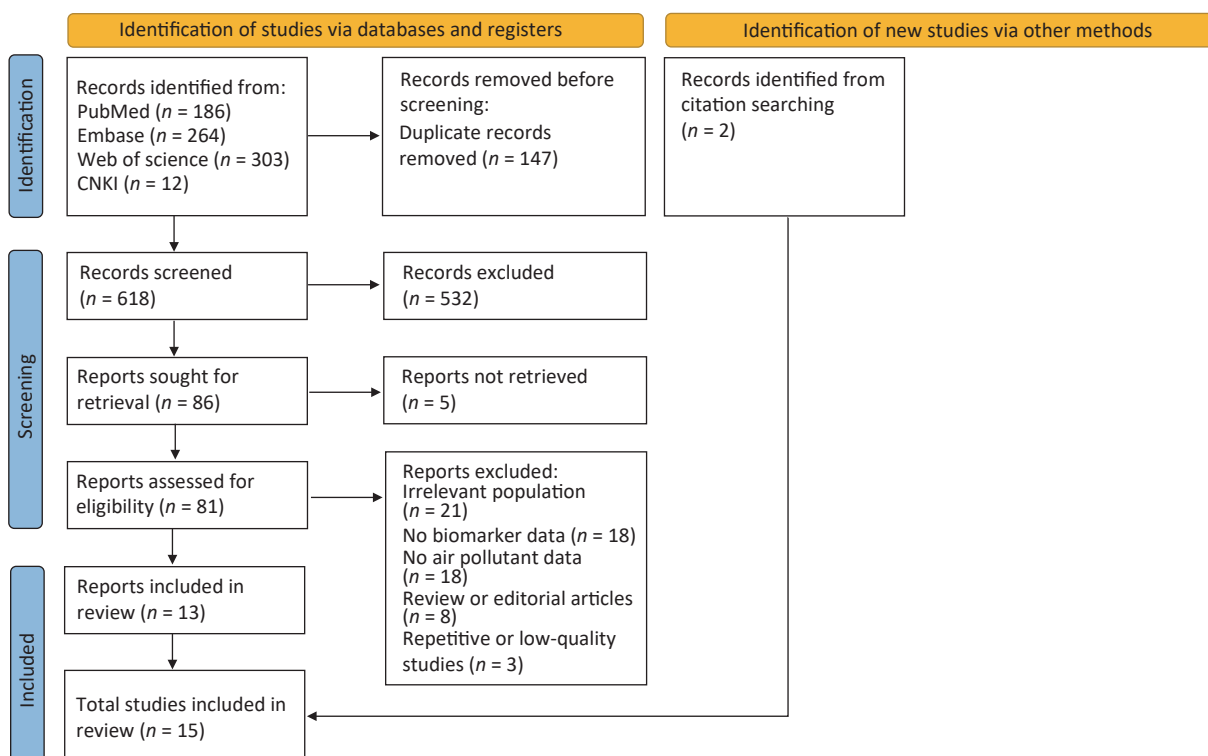 Identification of studies via databases and registers
Identification of new studies via other methods
Identification
Records identified from:
PubMed (n = 186)
Embase (n = 264)
Web of science (n = 303)
CNKI (n = 12)
Records removed before
screening:
Duplicate records
removed (n = 147)
Records identified from
citation searching
(n = 2)
Screening
Records screened
(n = 618)
Records excluded
(n = 532)
Reports sought for
retrieval (n = 86)
Reports not retrieved
(n = 5)
Reports assessed for
eligibility (n = 81)
Reports excluded:
Irrelevant population
(n = 21)
No biomarker data (n = 18)
No air pollutant data
(n = 18)
Review or editorial articles
(n = 8)
Repetitive or low-quality
studies (n = 3)
Included
Reports included in
review (n = 13)
Total studies included in
review (n = 15)